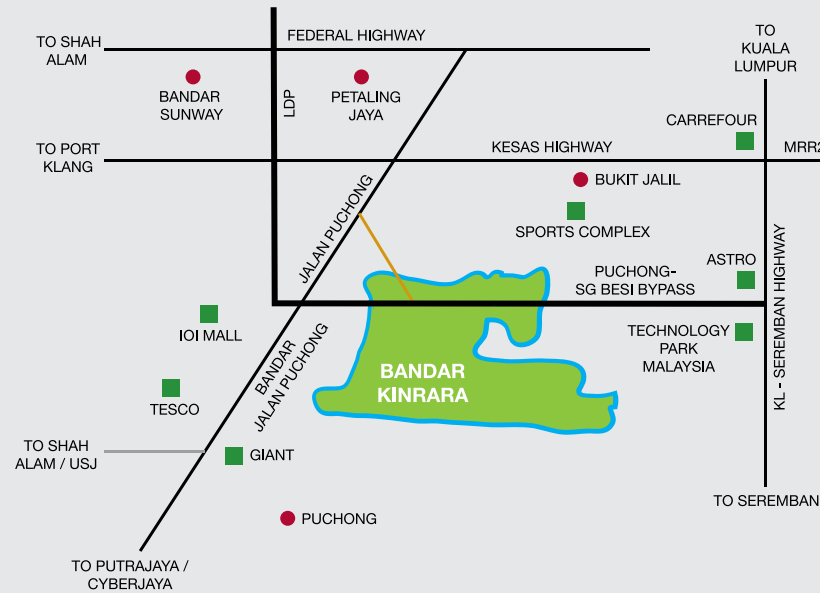 TO SHAH
ALAM
FEDERAL HIGHWAY
TO
KUALA
LUMPUR
BANDAR
SUNWAY
LDP
PETALING
JAYA
CARREFOUR
TO PORT
KLANG
KESAS HIGHWAY
MRR2
BUKIT JALIL
JALAN PUCHONG
SPORTS COMPLEX
PUCHONG-
SG BESI BYPASS
ASTRO
KL - SEREMBAN HIGHWAY
IOI MALL
TECHNOLOGY
PARK
MALAYSIA
BANDAR
JALAN PUCHONG
BANDAR
KINRARA
TESCO
TO SHAH
ALAM / USJ
GIANT
TO SEREMBAN
PUCHONG
TO PUTRAJAYA /
CYBERJAYA